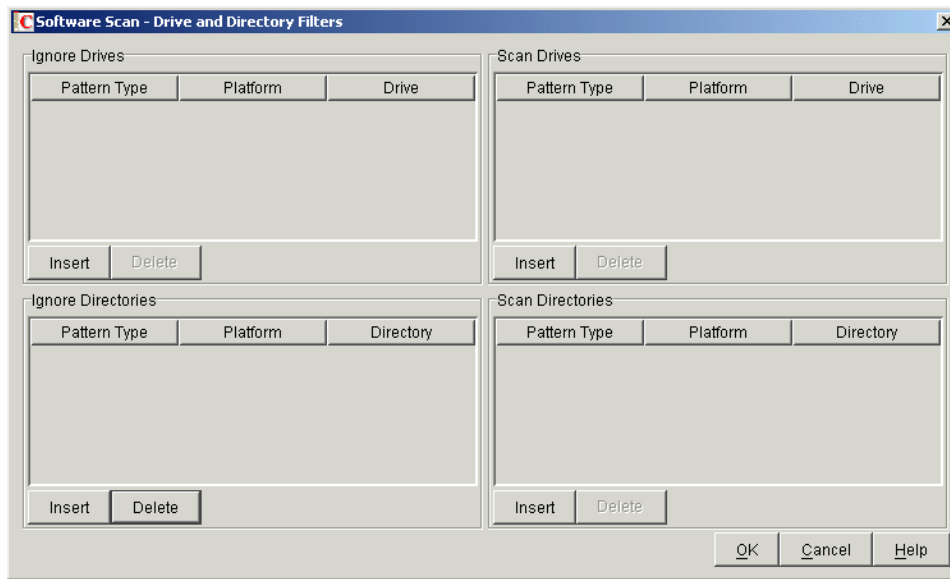 C Software Scan - Drive and Directory Filters
Ignore Drives
Pattern Type Platform Drive
Insert Delete
Scan Drives
Pattern Type Platform Drive
Insert Delete
Ignore Directories
Pattern Type Platform Directory
Insert Delete
Scan Directories
Pattern Type Platform Directory
Insert Delete
OK Cancel Help